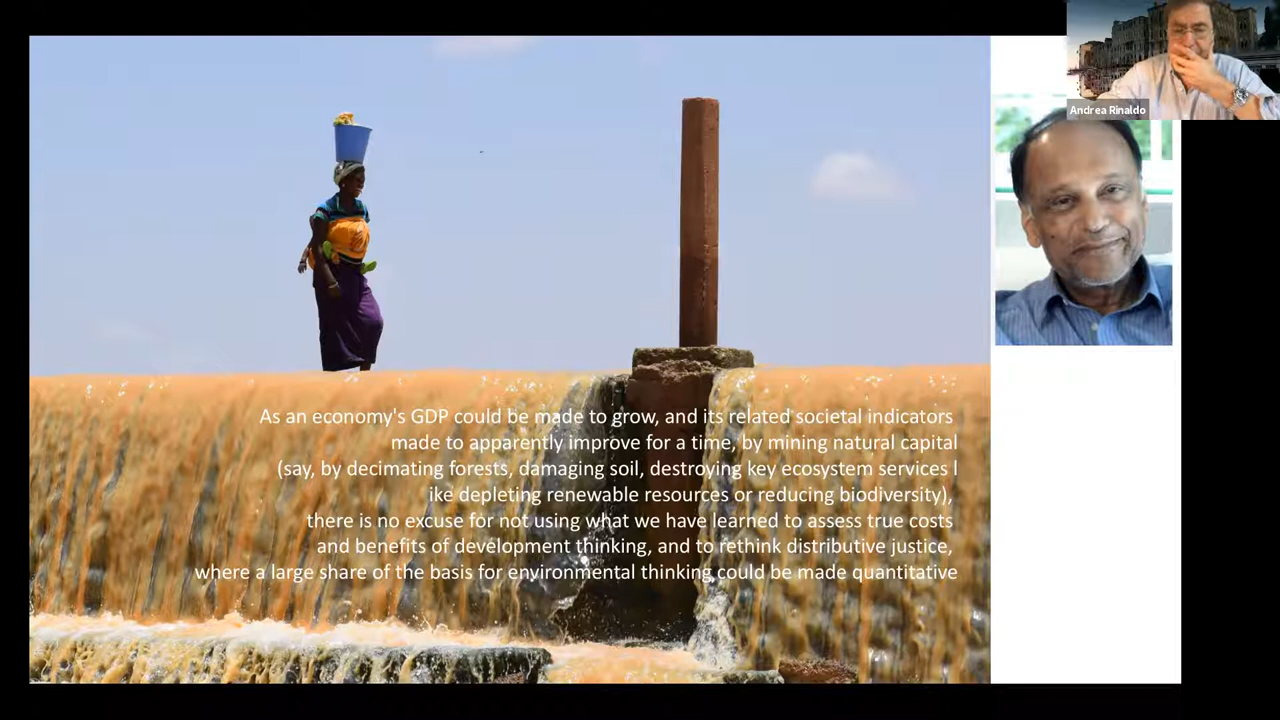 Andrea Rinaldo
As an economy's GDP could be made to grow, and its related societal indicators
made to apparently improve for a time, by mining natural capital
(say, by decimating forests, damaging soil, destroying key ecosystem services l
ike depleting renewable resources or reducing biodiversity),
there is no excuse for not using what we have learned to assess true costs
and benefits of development thinking, and to rethink distributive justice,
where a large share of the basis for environmental thinking could be made quantitative